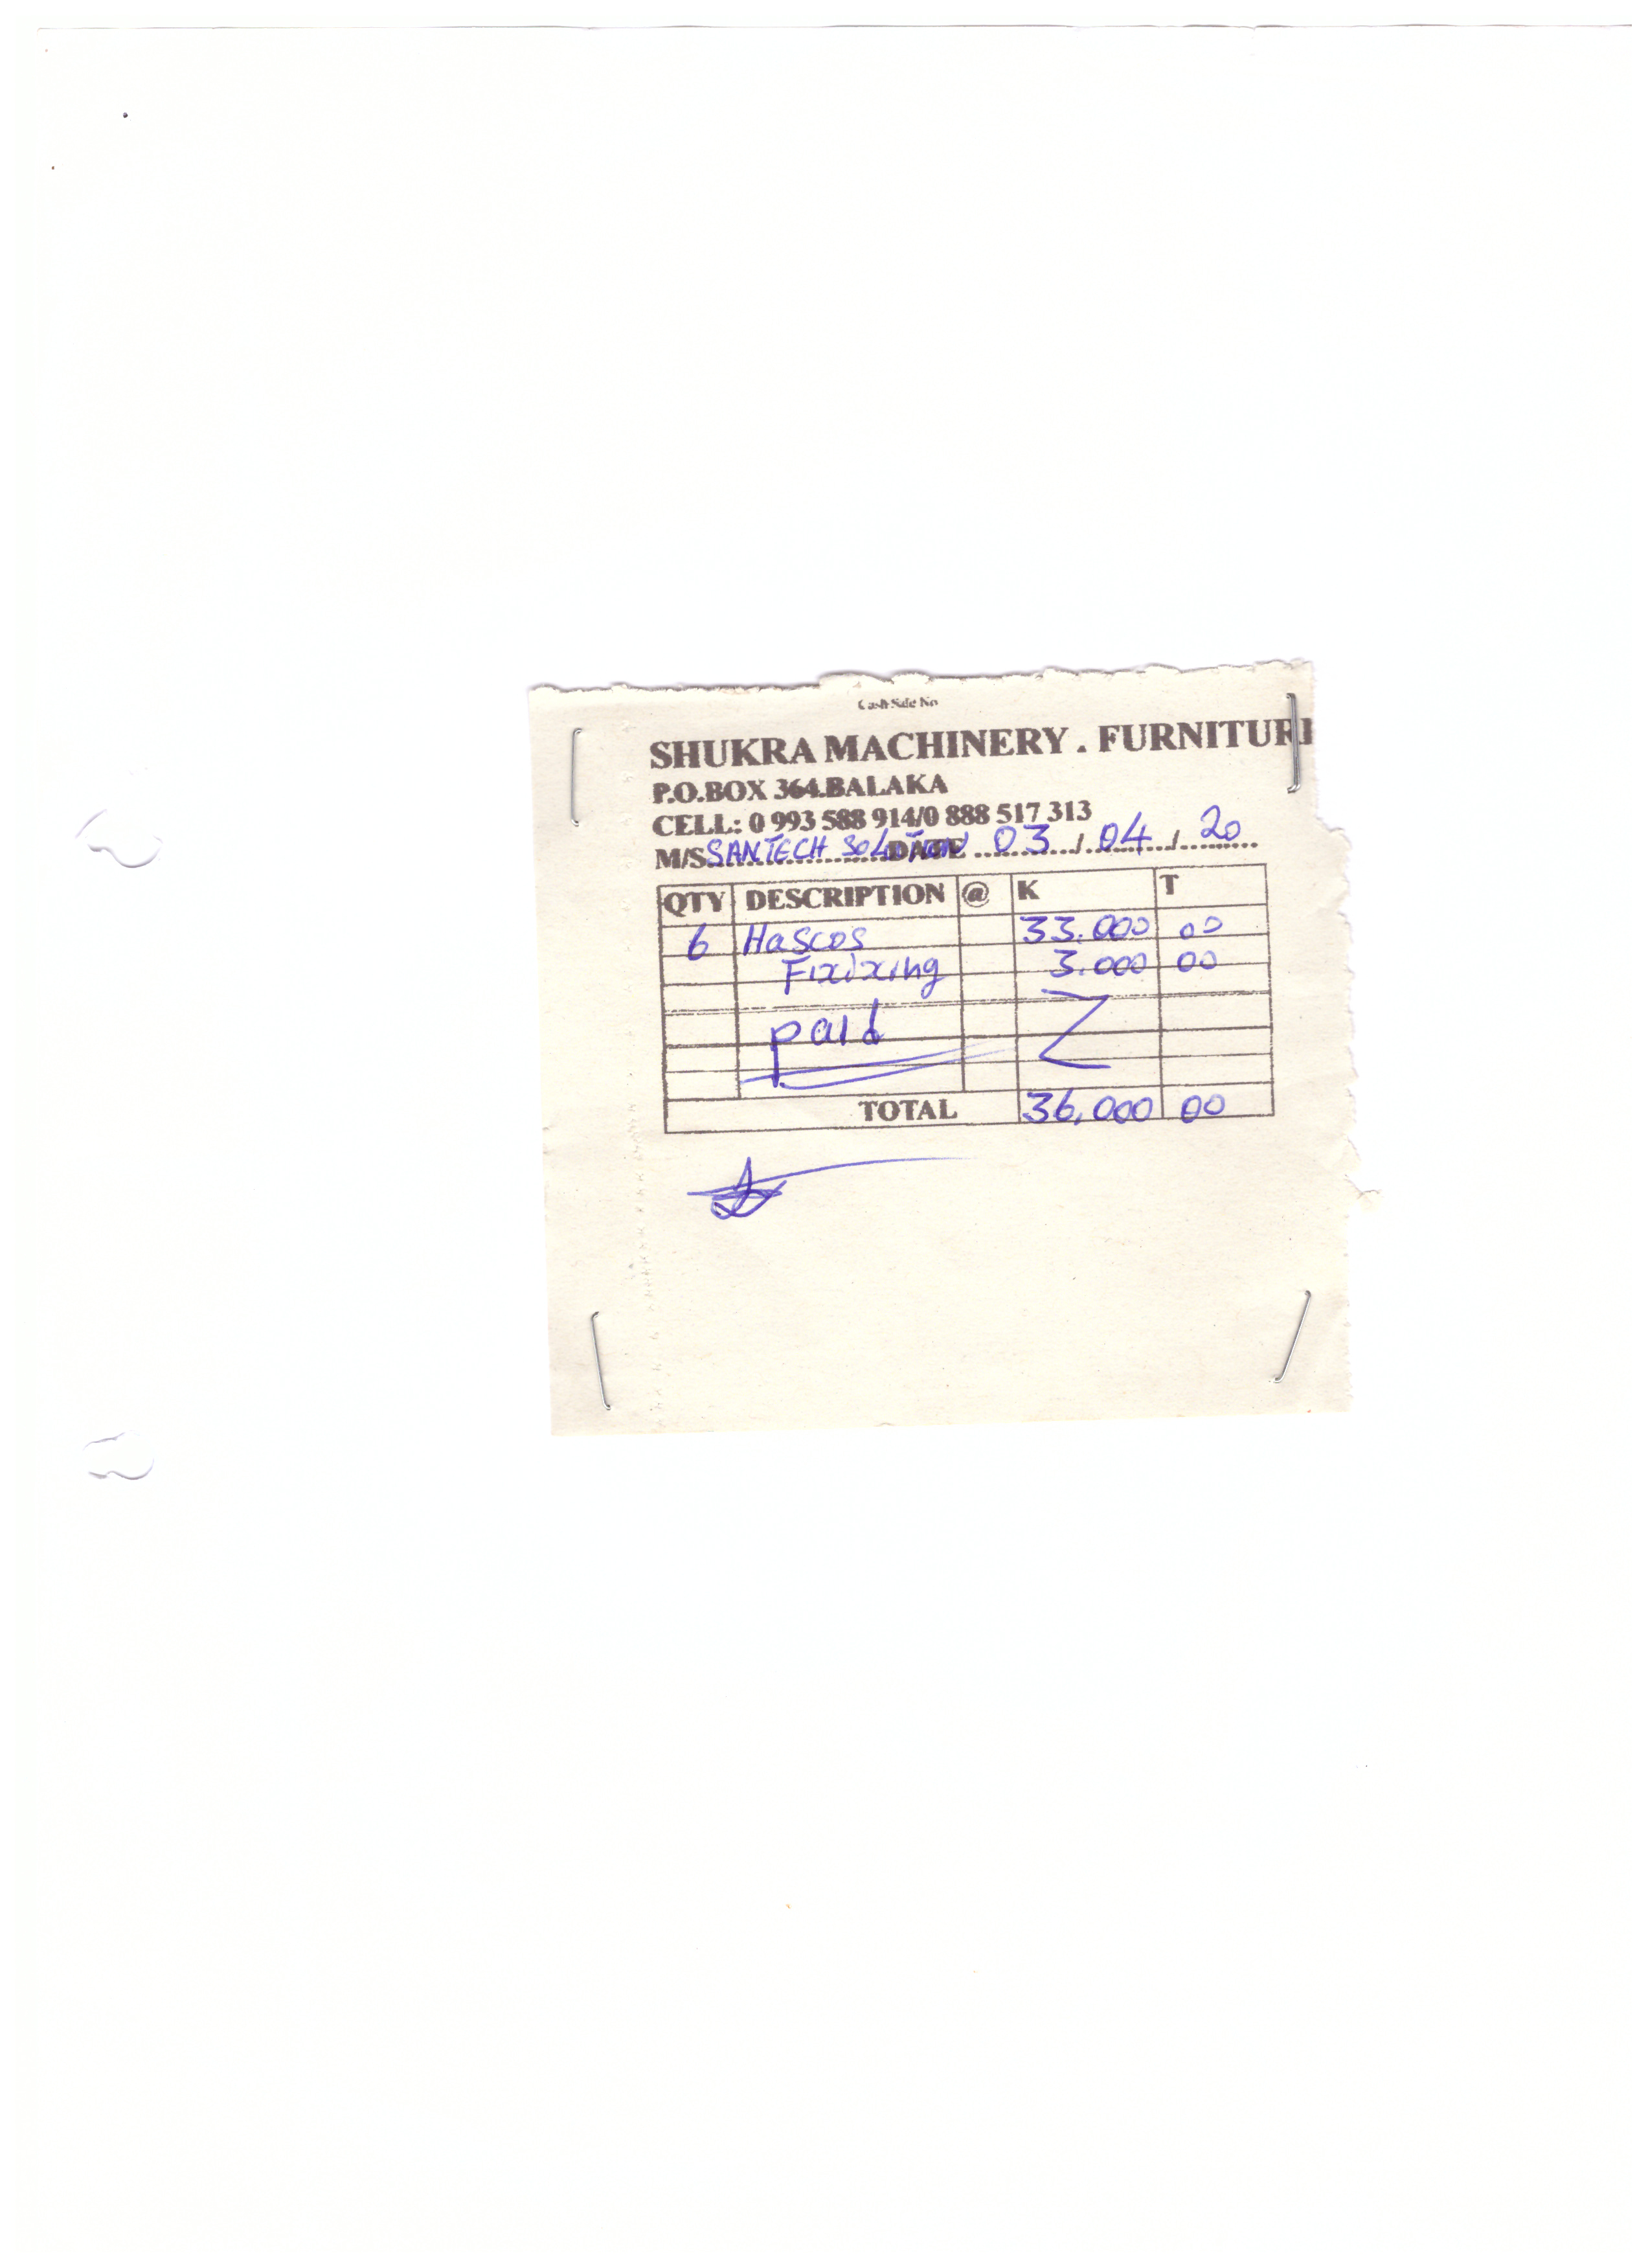 Cash Sale No
SHUKRA MACHINERY . FURNITURE
P.O.BOX 364.BALAKA
CELL: 0 993 588 914/0 888 517 313
M/S SANTECH SOLUTION DATE 03 / 04 / 20
QTY DESCRIPTION @ K T
6 Hascos 33.000 00
Fixixing 3.000 00
paid
TOTAL 36,000 00